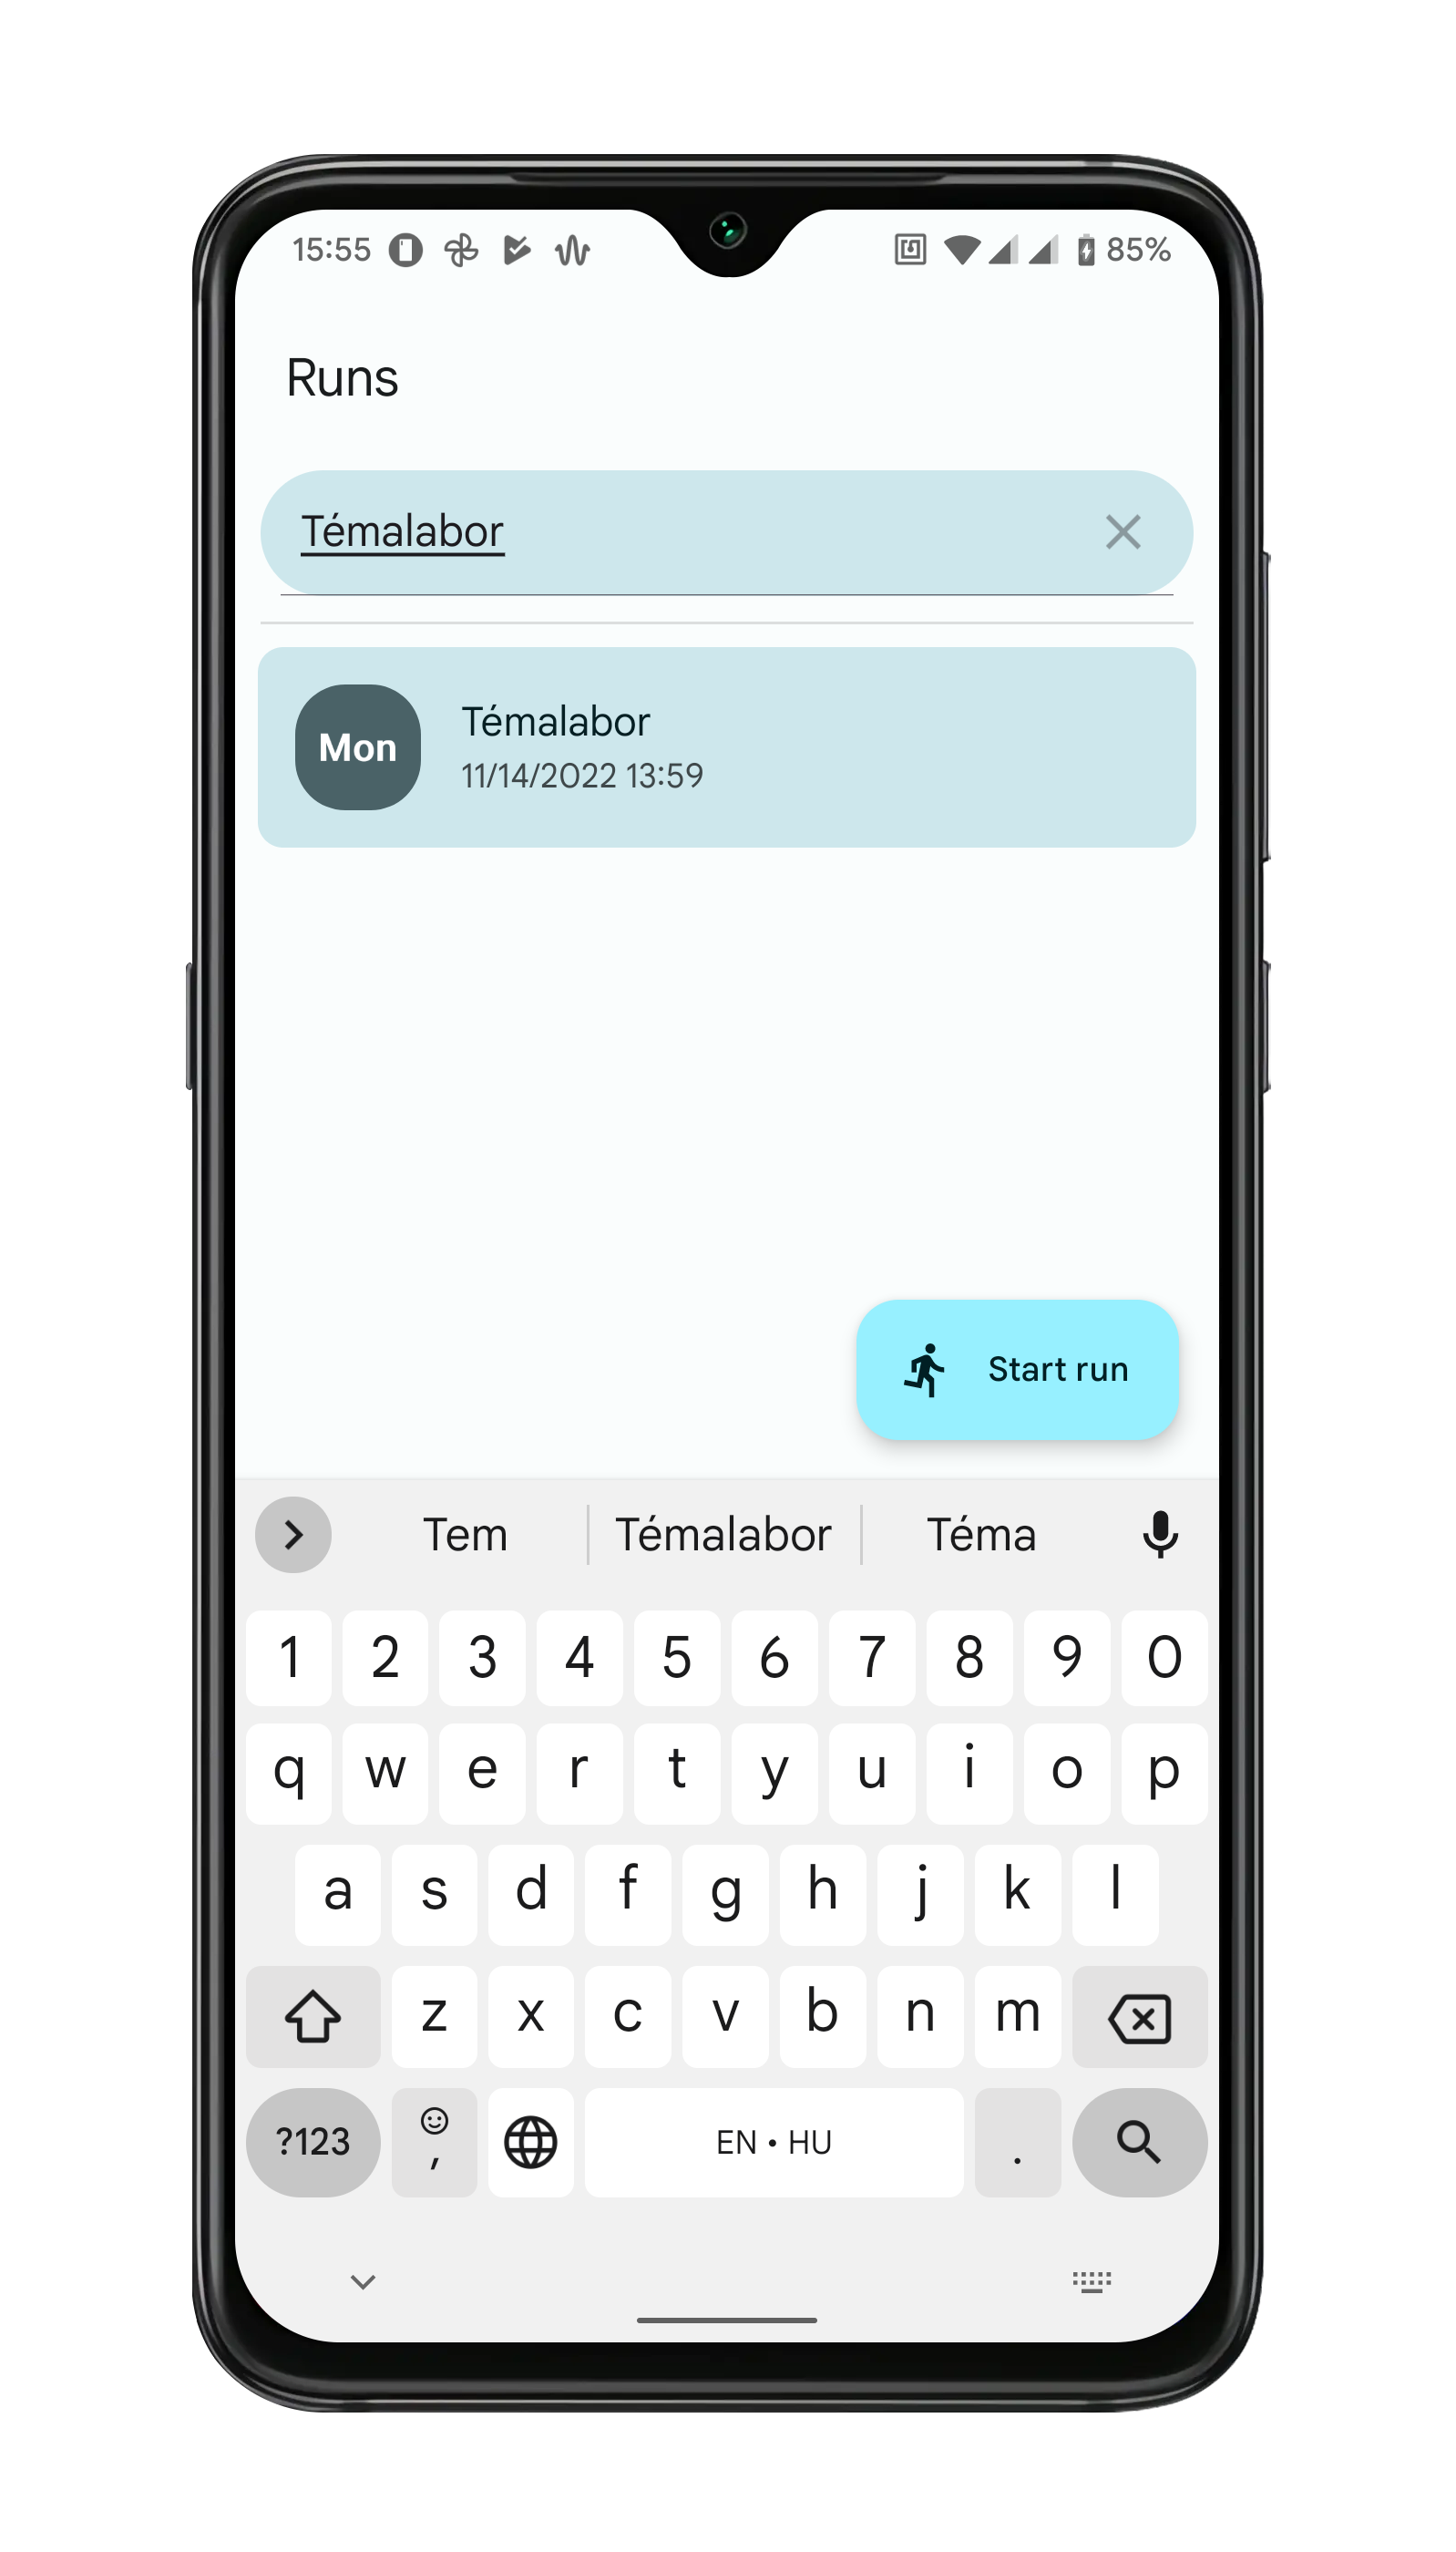 15:55 85%
Runs
Témalabor
Mon
Témalabor
11/14/2022 13:59
Start run
Tem Témalabor Téma
1 2 3 4 5 6 7 8 9 0
q w e r t y u i o p
a s d f g h j k l
z x c v b n m
?123 , EN • HU .